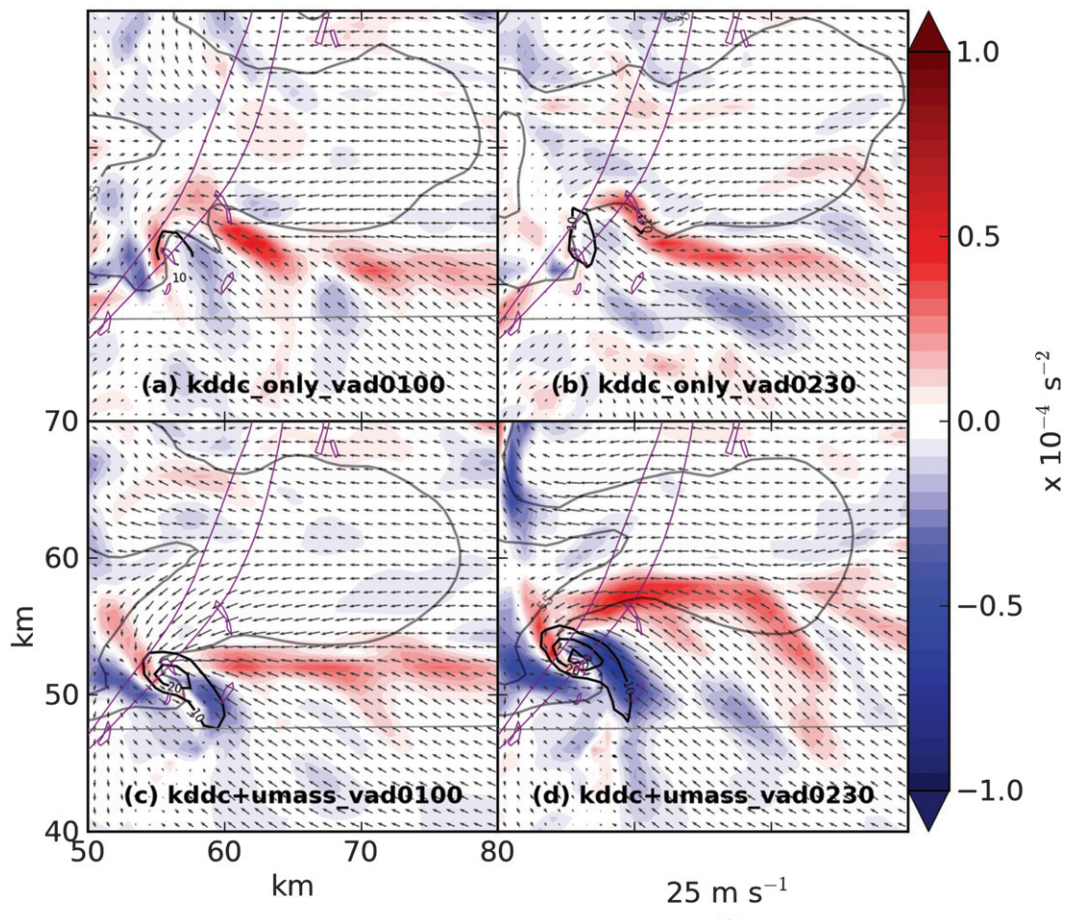 (a) kddc_only_vad0100
(b) kddc_only_vad0230
(c) kddc+umass_vad0100
(d) kddc+umass_vad0230
10
20
10
1.0
0.5
0.0
−0.5
−1.0
x 10⁻⁴ s⁻²
70
60
50
40
km
50
60
70
80
km
25 m s⁻¹